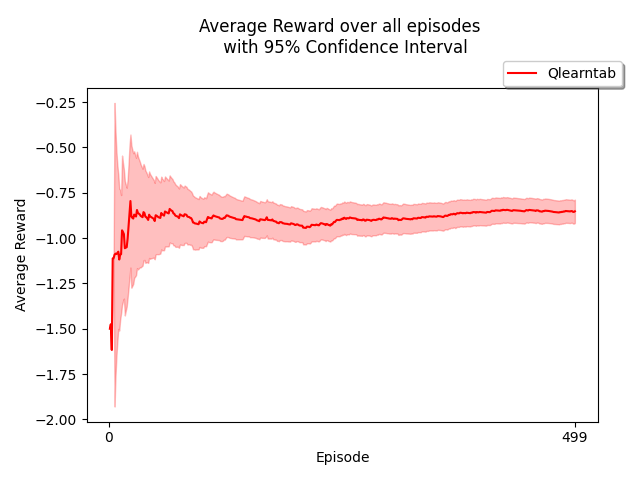 Average Reward over all episodes
with 95% Confidence Interval
Qlearntab
−0.25
−0.50
−0.75
−1.00
−1.25
−1.50
−1.75
−2.00
Average Reward
0
499
Episode